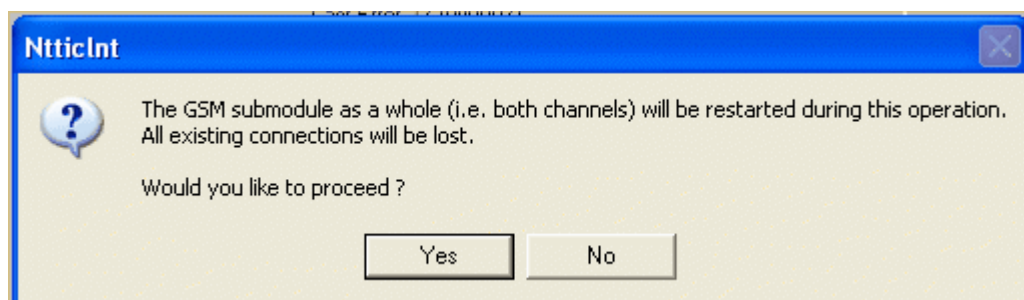 NtticInt
The GSM submodule as a whole (i.e. both channels) will be restarted during this operation.
All existing connections will be lost.
Would you like to proceed ?
Yes
No